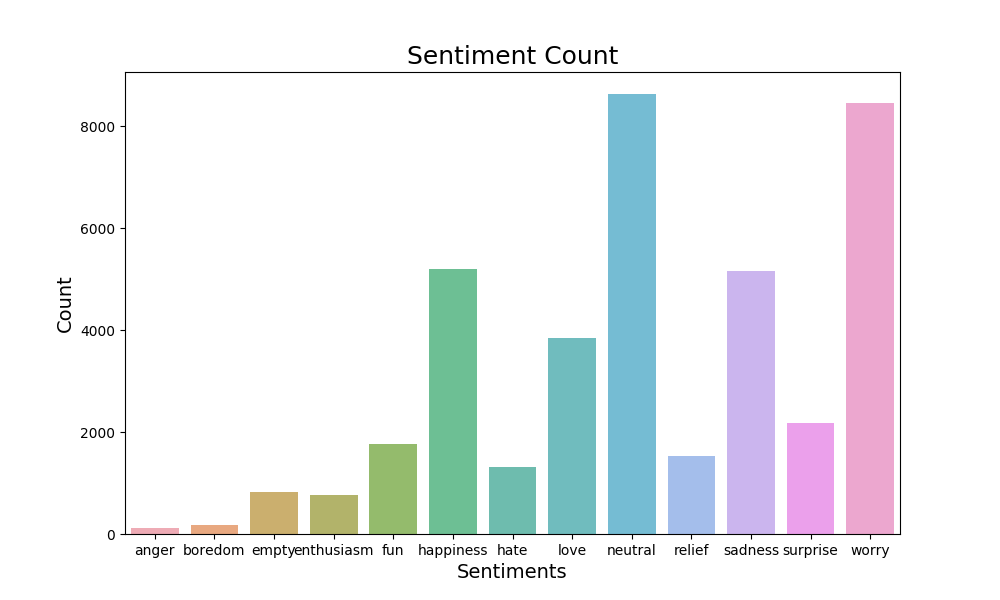 Sentiment Count
Count
8000
6000
4000
2000
0
anger boredom empty enthusiasm fun happiness hate love neutral relief sadness surprise worry
Sentiments